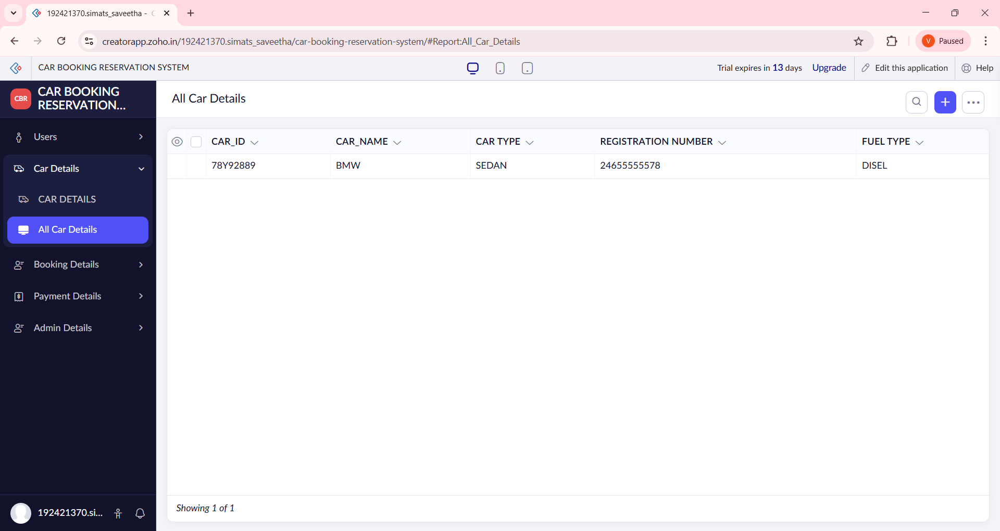 192421370.simats_saveetha -
creatorapp.zoho.in/192421370.simats_saveetha/car-booking-reservation-system/#Report:All_Car_Details
V Paused
CAR BOOKING RESERVATION SYSTEM
Trial expires in 13 days Upgrade
Edit this application
Help
CBR
CAR BOOKING
RESERVATION...
All Car Details
Users
Car Details
CAR DETAILS
All Car Details
Booking Details
Payment Details
Admin Details
CAR_ID CAR_NAME CAR TYPE REGISTRATION NUMBER FUEL TYPE
78Y92889 BMW SEDAN 24655555578 DISEL
Showing 1 of 1
192421370.si...